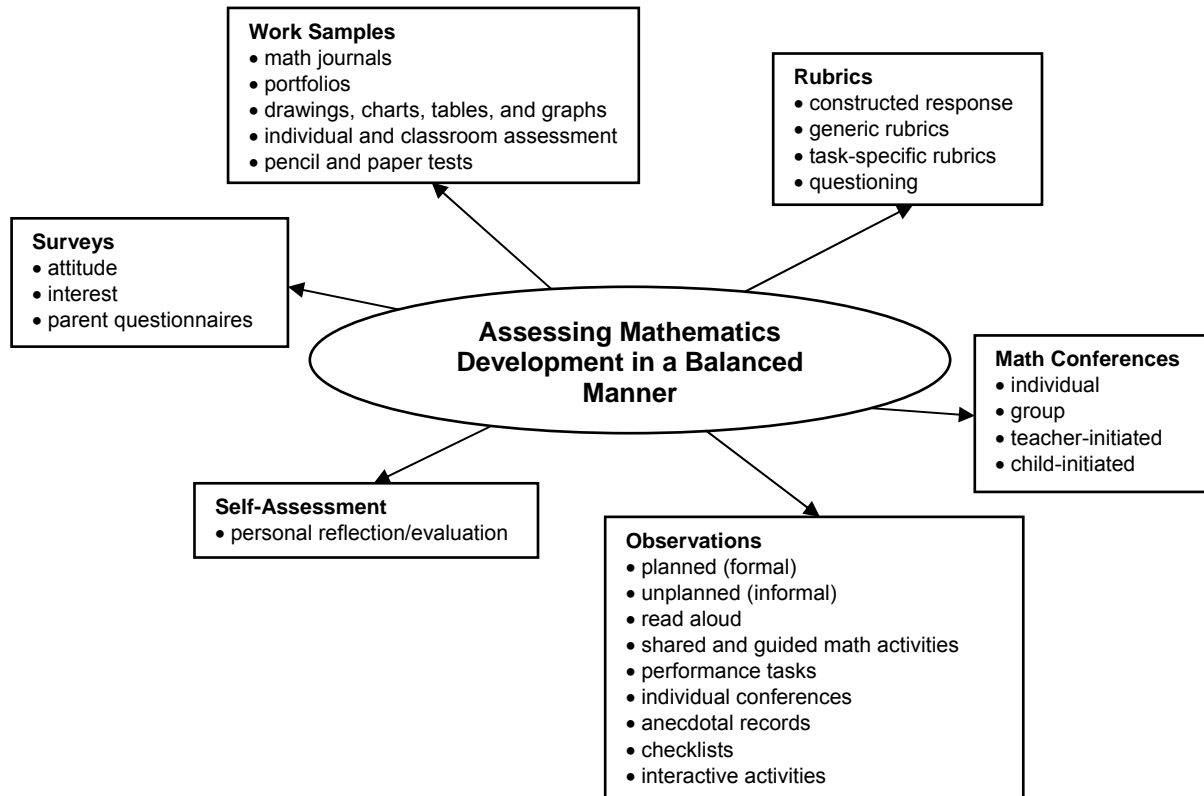 Work Samples
• math journals
• portfolios
• drawings, charts, tables, and graphs
• individual and classroom assessment
• pencil and paper tests
Rubrics
• constructed response
• generic rubrics
• task-specific rubrics
• questioning
Surveys
• attitude
• interest
• parent questionnaires
Assessing Mathematics
Development in a Balanced
Manner
Math Conferences
• individual
• group
• teacher-initiated
• child-initiated
Self-Assessment
• personal reflection/evaluation
Observations
• planned (formal)
• unplanned (informal)
• read aloud
• shared and guided math activities
• performance tasks
• individual conferences
• anecdotal records
• checklists
• interactive activities